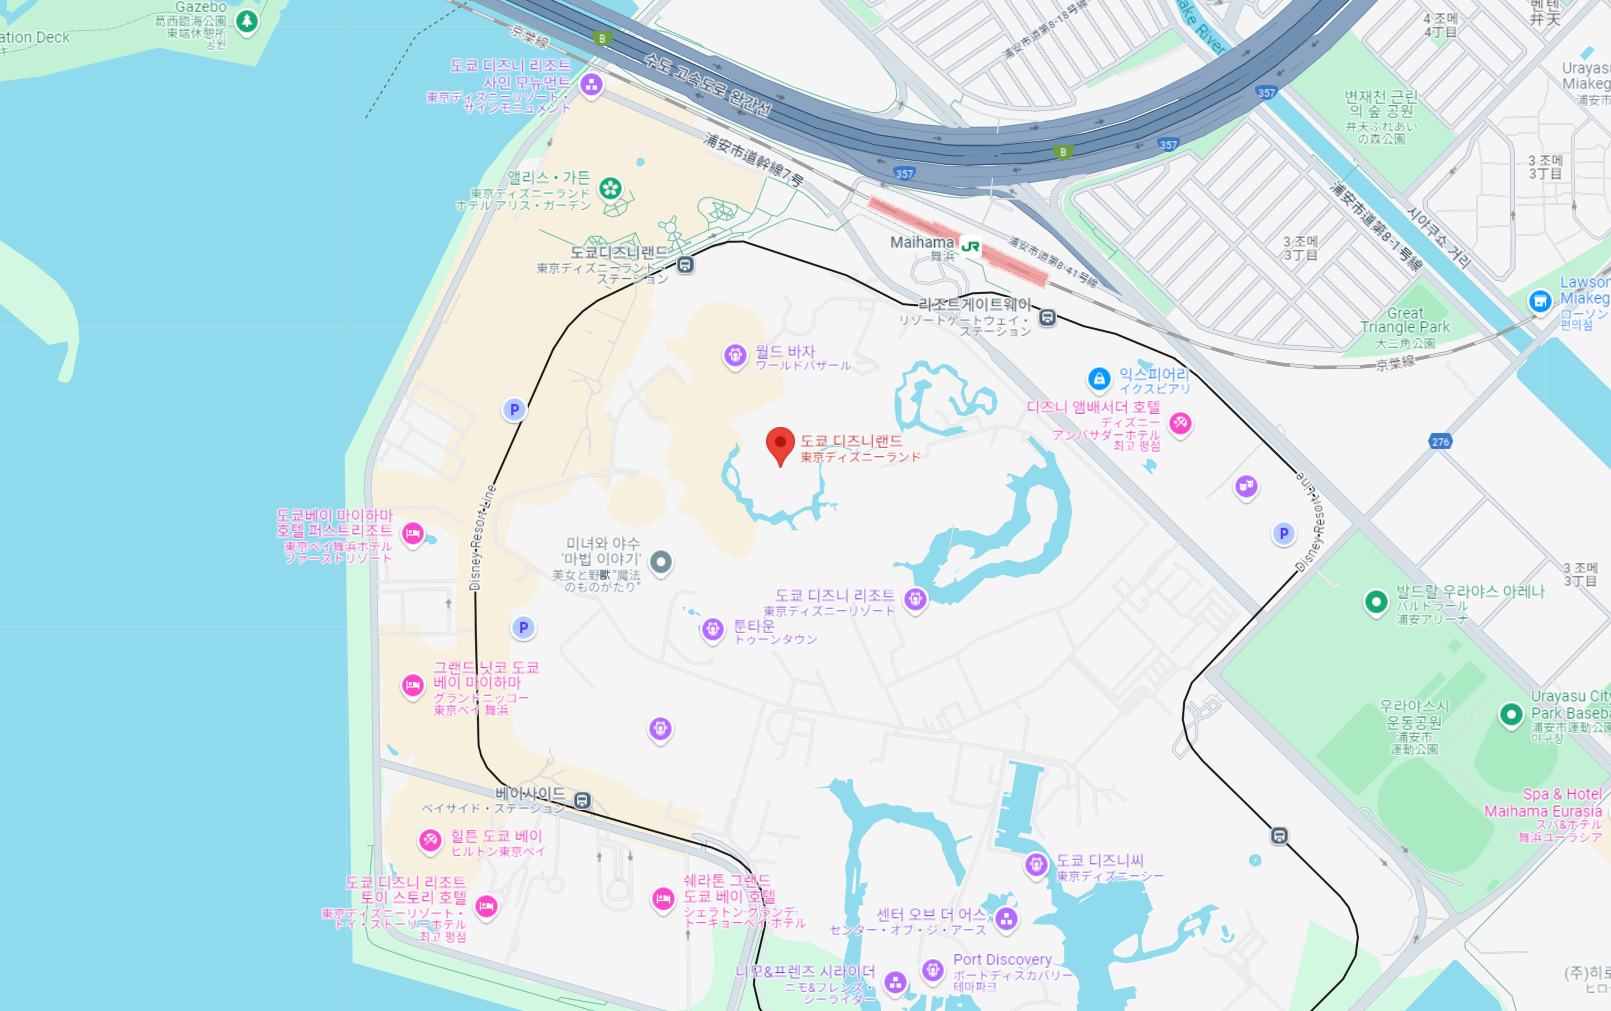 Gazebo
葛西臨海公園
東端休憩所
공원
ation Deck
キ
京葉線
B
수도 고속도로 완간선
도쿄 디즈니 리조트
사인 모뉴먼트
東京ディズニーリゾート・
サインモニュメント
浦安市道第8-18号線
4 조메
4丁目
벤텐
弁天
357
변재천 근린
의 숲 공원
弁天ふれあい
の森公園
Urayasu
Miakeg
浦安市
浦安市道幹線7号
357
B
357
3 조메
3丁目
앨리스・가든
東京ディズニーランド
ホテル アリス・ガーデン
浦安市道第8-1号線
시야쿠쇼 거리
Maihama
舞浜
JR
浦安市道第8-41号線
3 조메
3丁目
도쿄디즈니랜드
東京ディズニーランド・
ステーション
리조트게이트웨이
リゾートゲートウェイ・
ステーション
Great
Triangle Park
大三角公園
Lawson
Miakeg
ローソン
편의점
京葉線
월드 바자
ワールドバザール
익스피어리
イクスピアリ
디즈니 앰배서더 호텔
ディズニー
アンバサダーホテル
최고 평점
P
도쿄 디즈니랜드
東京ディズニーランド
276
Disney Resort Line
Disney Resort Line
도쿄베이 마이하마
호텔 퍼스트리조트
東京ベイ舞浜ホテル
ファーストリゾート
P
미녀와 야수
'마법 이야기'
美女と野獣“魔法
のものがたり”
3 조메
3丁目
도쿄 디즈니 리조트
東京ディズニーリゾート
발드랄 우라야스 아레나
バルドラール
浦安アリーナ
P
툰타운
トゥーンタウン
그랜드 닛코 도쿄
베이 마이하마
グランドニッコー
東京ベイ 舞浜
우라야스시
운동공원
浦安市
運動公園
Urayasu City
Park Baseba
浦安市運動公園
야구장
베이사이드
ベイサイド・ステーション
Spa & Hotel
Maihama Eurasia
スパ&ホテル
舞浜ユーラシア
힐튼 도쿄 베이
ヒルトン東京ベイ
도쿄 디즈니씨
東京ディズニーシー
도쿄 디즈니 리조트
토이 스토리 호텔
東京ディズニーリゾート・
トイ・ストーリーホテル
최고 평점
쉐라톤 그랜드
도쿄 베이 호텔
シェラトン・グランデ・
トーキョーベイ・ホテル
센터 오브 더 어스
センター・オブ・ジ・アース
니모&프렌즈 시라이더
ニモ&フレンズ・
シーライダー
Port Discovery
ポートディスカバリー
테마파크
(주)히로
ヒロー